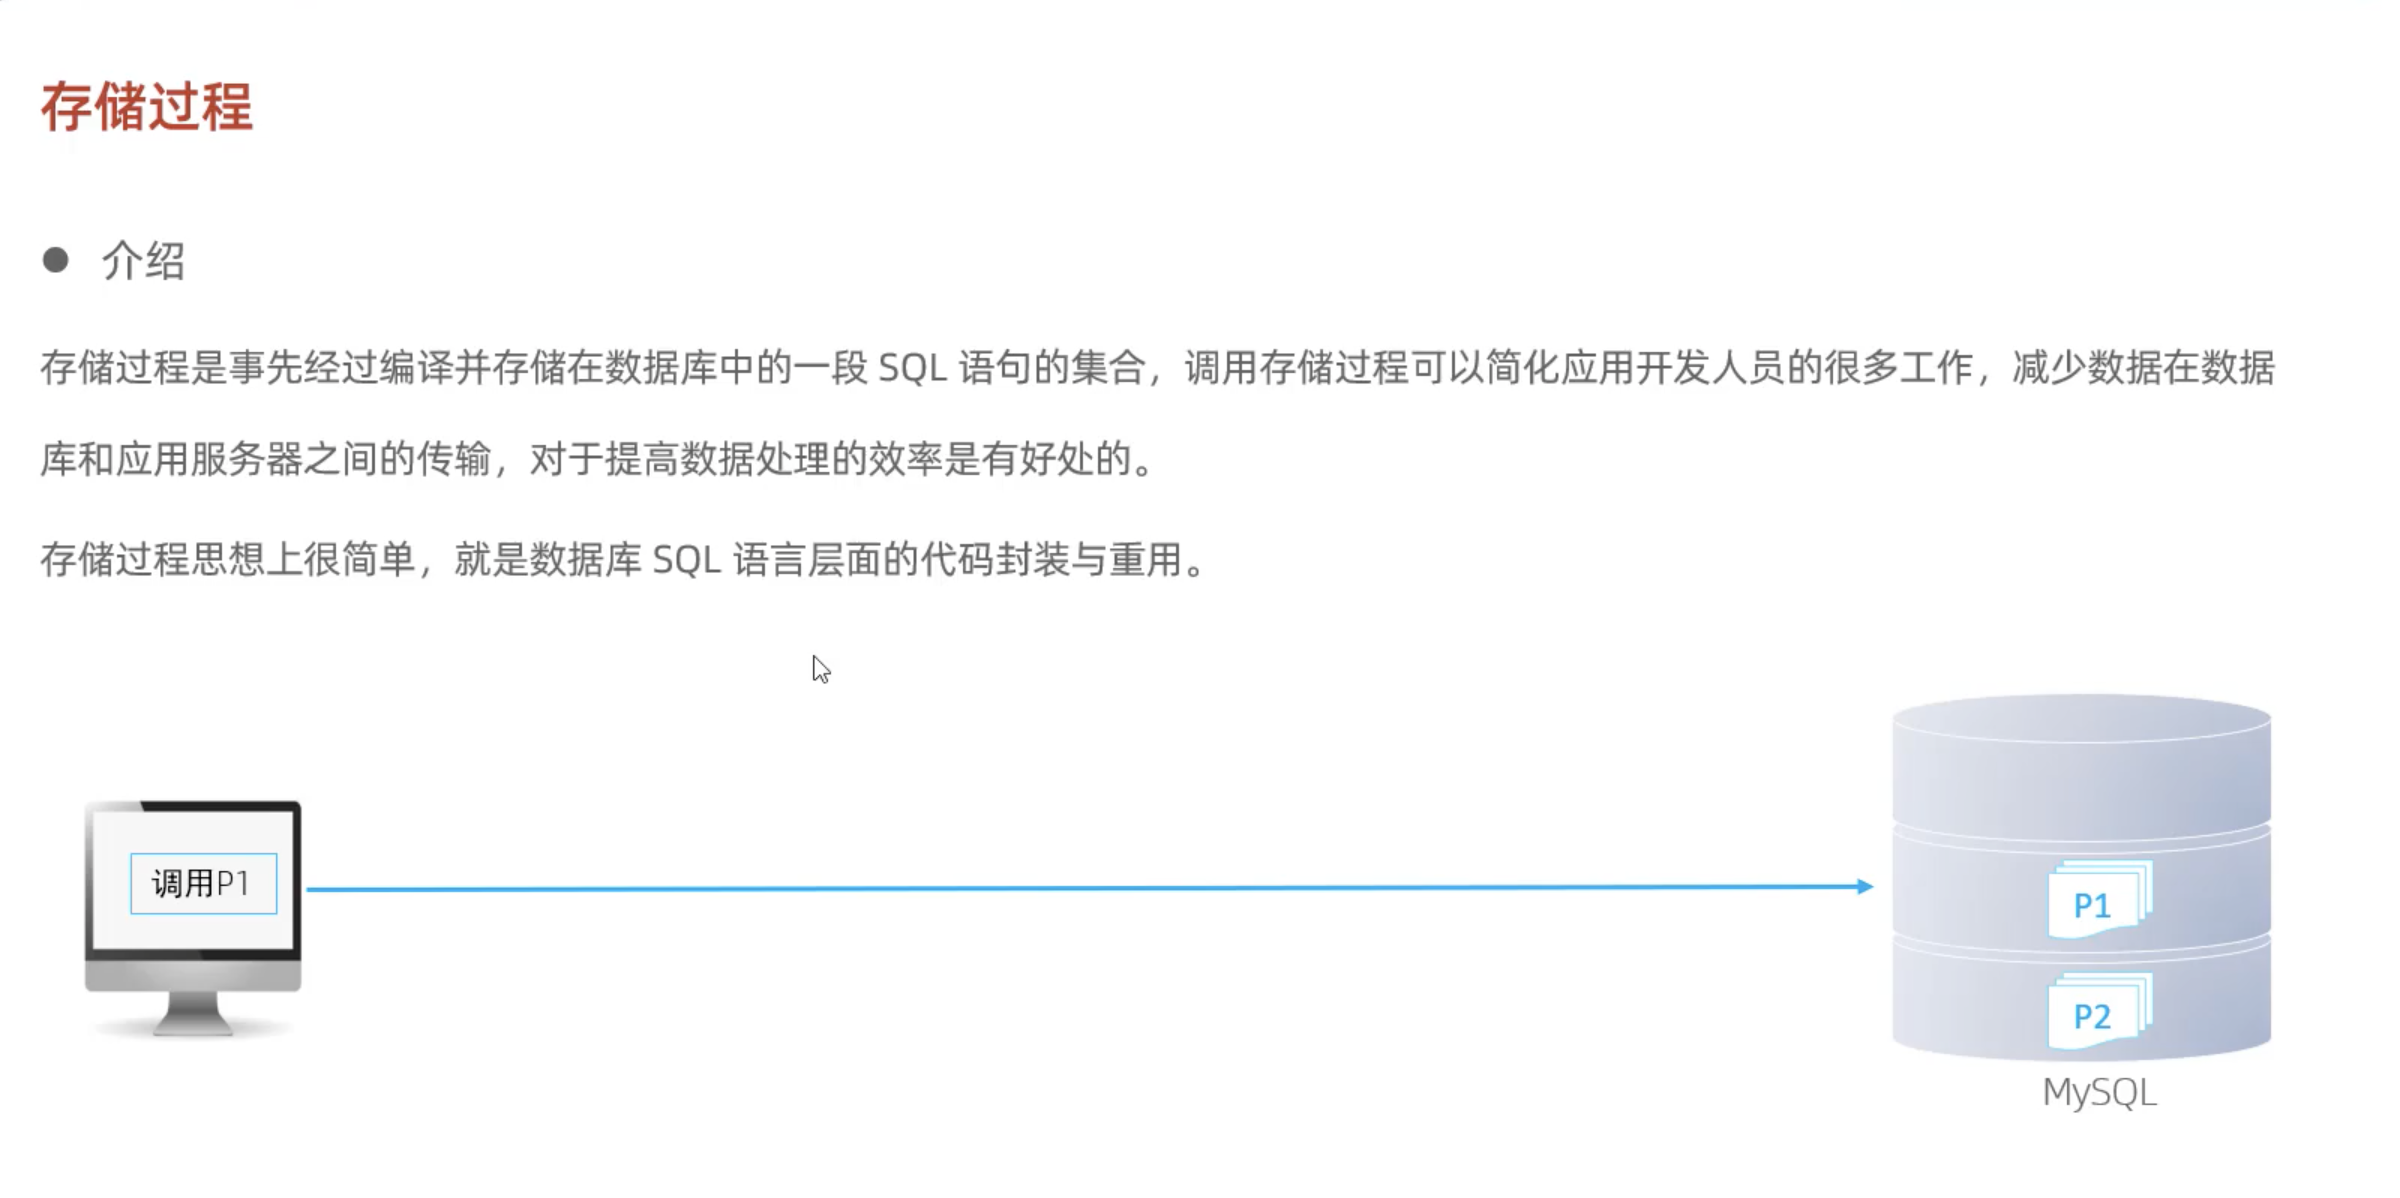 存储过程
● 介绍
存储过程是事先经过编译并存储在数据库中的一段 SQL 语句的集合，调用存储过程可以简化应用开发人员的很多工作，减少数据在数据
库和应用服务器之间的传输，对于提高数据处理的效率是有好处的。
存储过程思想上很简单，就是数据库 SQL 语言层面的代码封装与重用。
调用P1
P1
P2
MySQL